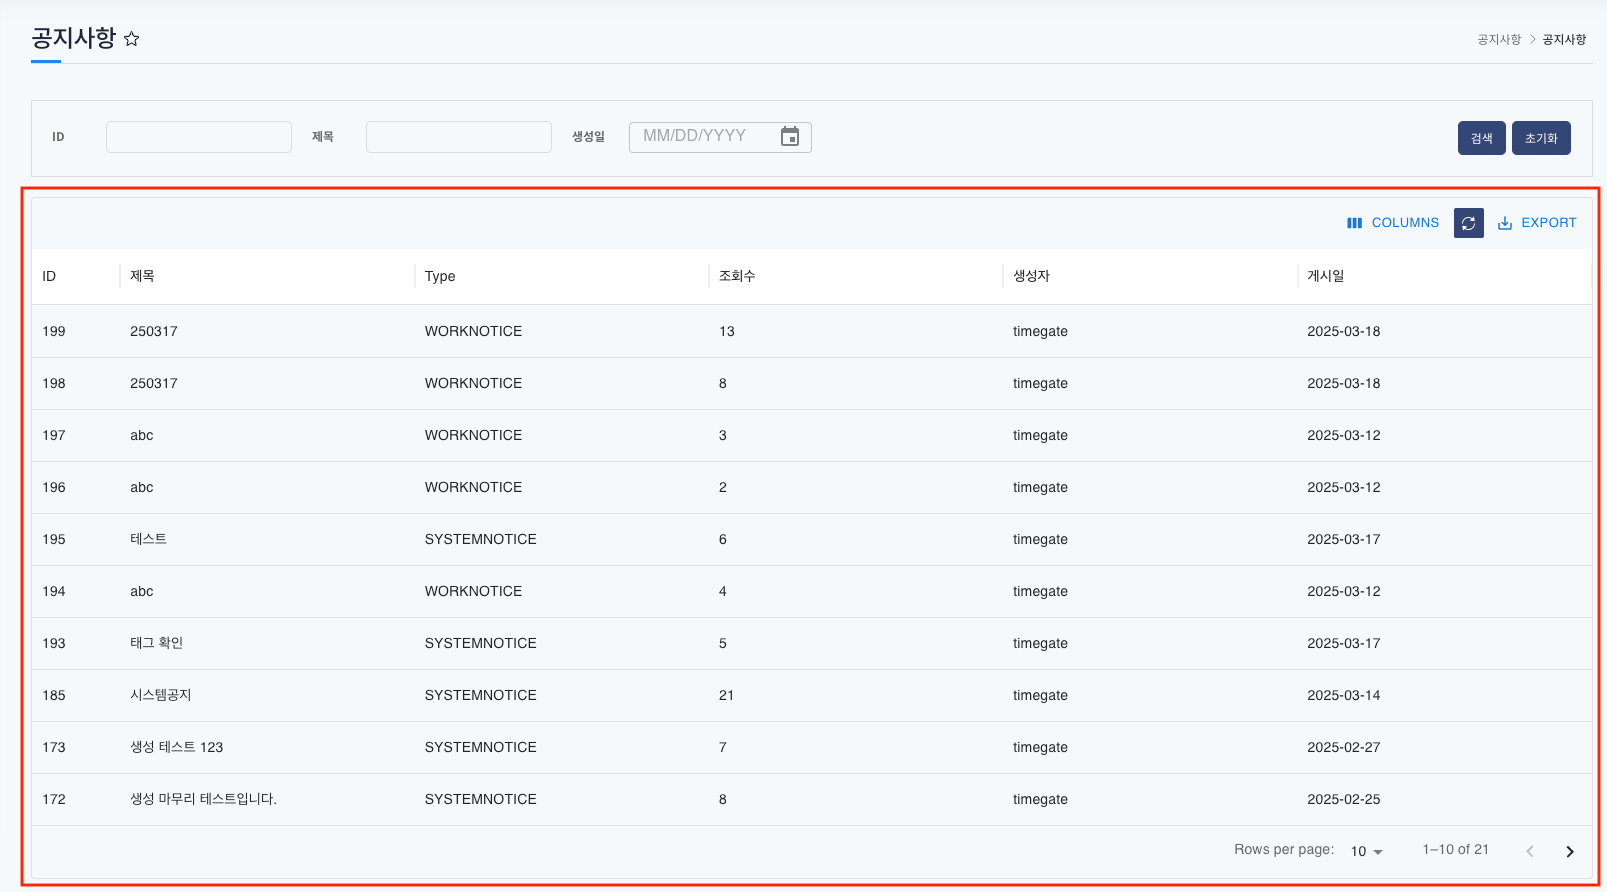 공지사항
공지사항 > 공지사항
ID 제목 생성일 MM/DD/YYYY 검색 초기화
COLUMNS EXPORT
ID 제목 Type 조회수 생성자 게시일
199 250317 WORKNOTICE 13 timegate 2025-03-18
198 250317 WORKNOTICE 8 timegate 2025-03-18
197 abc WORKNOTICE 3 timegate 2025-03-12
196 abc WORKNOTICE 2 timegate 2025-03-12
195 테스트 SYSTEMNOTICE 6 timegate 2025-03-17
194 abc WORKNOTICE 4 timegate 2025-03-12
193 태그 확인 SYSTEMNOTICE 5 timegate 2025-03-17
185 시스템공지 SYSTEMNOTICE 21 timegate 2025-03-14
173 생성 테스트 123 SYSTEMNOTICE 7 timegate 2025-02-27
172 생성 마무리 테스트입니다. SYSTEMNOTICE 8 timegate 2025-02-25
Rows per page: 10 1–10 of 21